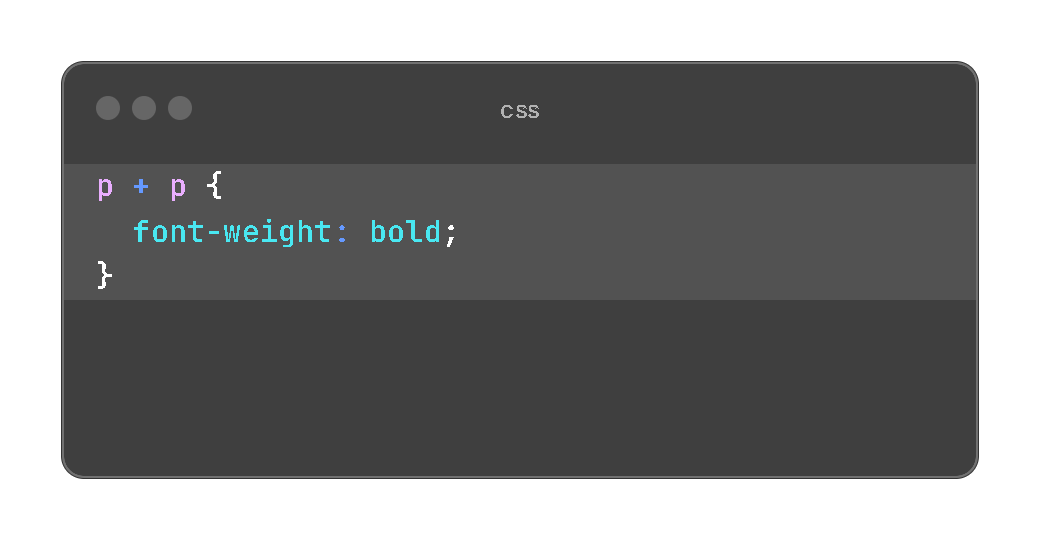 css
p + p {
  font-weight: bold;
}